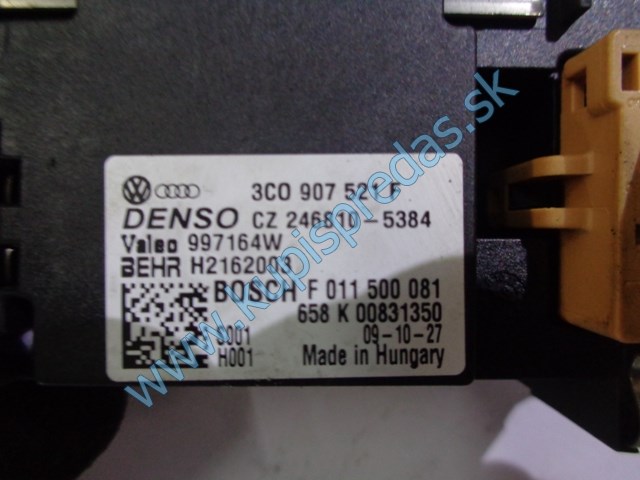 3C0 907 521 F
DENSO CZ 246810-5384
Valeo 997164W
BEHR H2162003
BOSCH F 011 500 081
658 K 00831350
S001 09-10-27
H001 Made in Hungary
www.kupispredas.sk